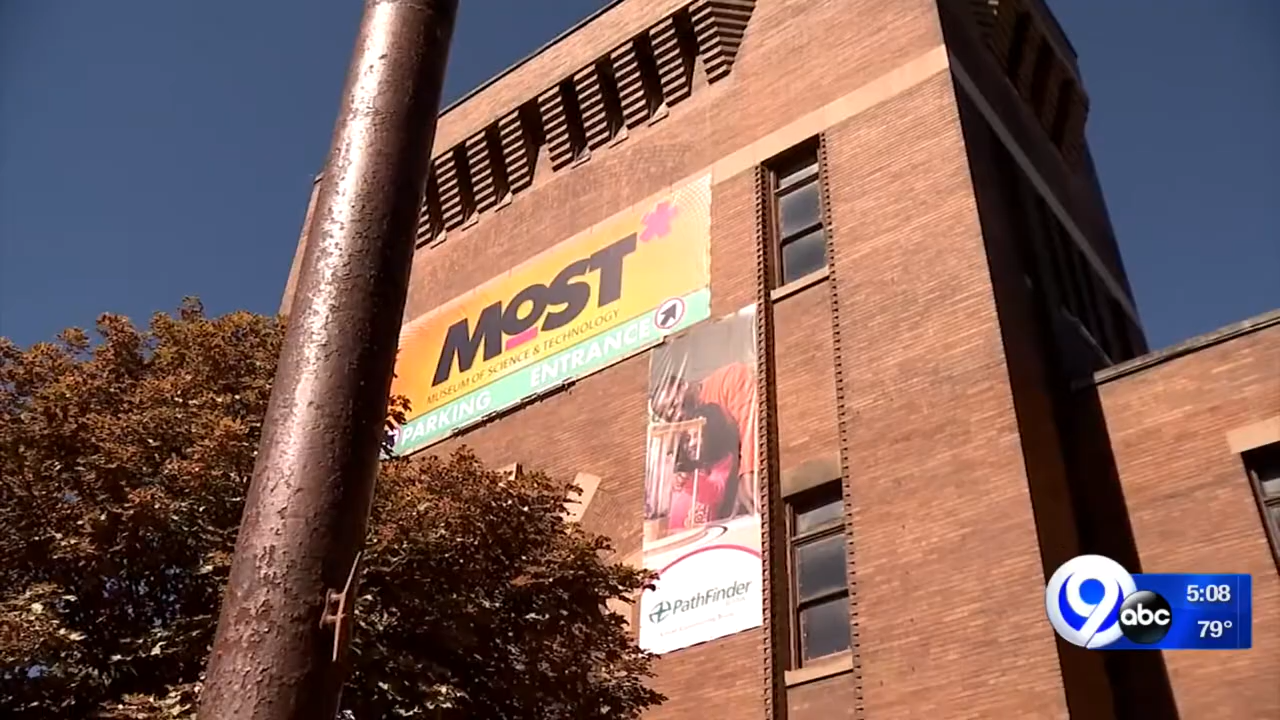 MOST
MUSEUM OF SCIENCE & TECHNOLOGY
PARKING ENTRANCE
PathFinder
9 abc
5:08
79°